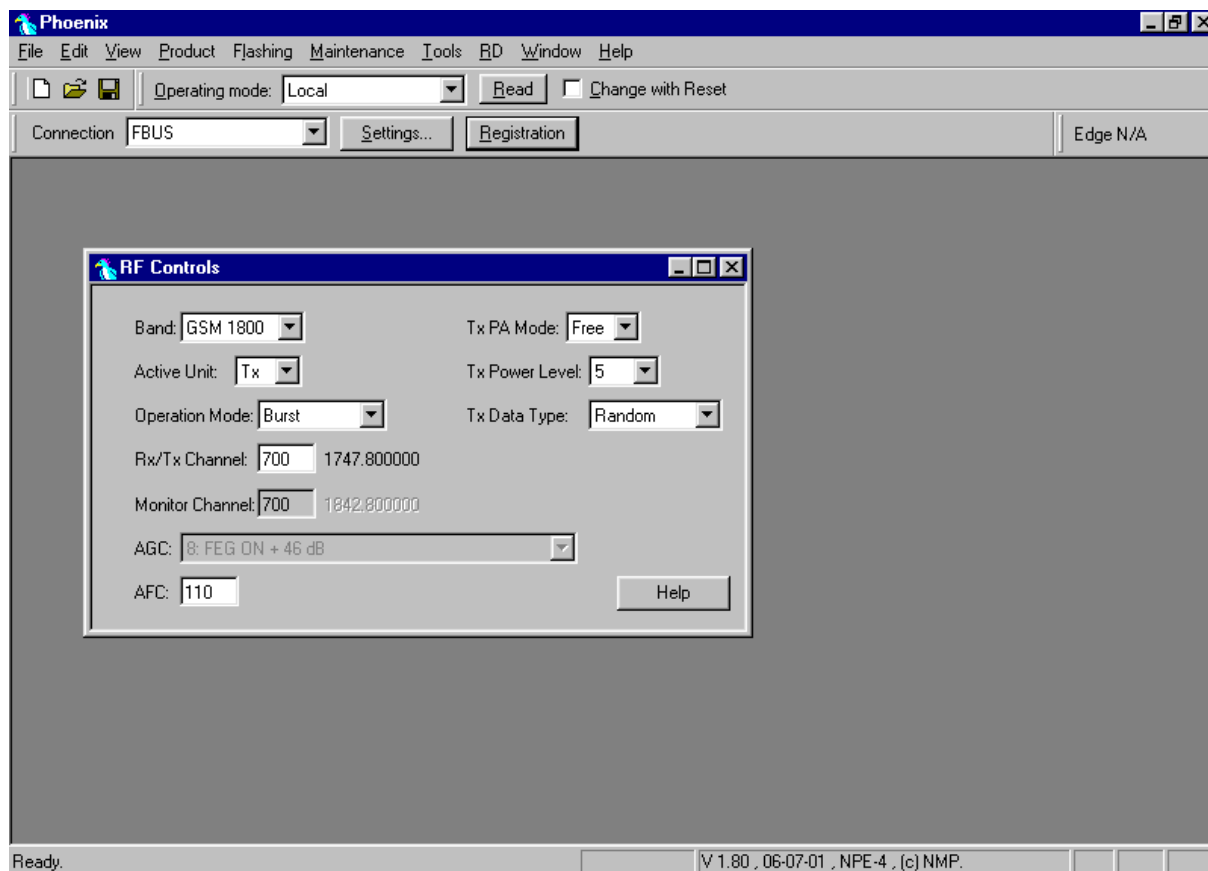 Phoenix
File Edit View Product Flashing Maintenance Tools RD Window Help
Operating mode: Local Read Change with Reset
Connection FBUS Settings... Registration Edge N/A
RF Controls
Band: GSM 1800 Tx PA Mode: Free
Active Unit: Tx Tx Power Level: 5
Operation Mode: Burst Tx Data Type: Random
Rx/Tx Channel: 700 1747.800000
Monitor Channel: 700 1842.800000
AGC: 8: FEG ON + 46 dB
AFC: 110 Help
Ready. V 1.80 , 06-07-01 , NPE-4 , (c) NMP.